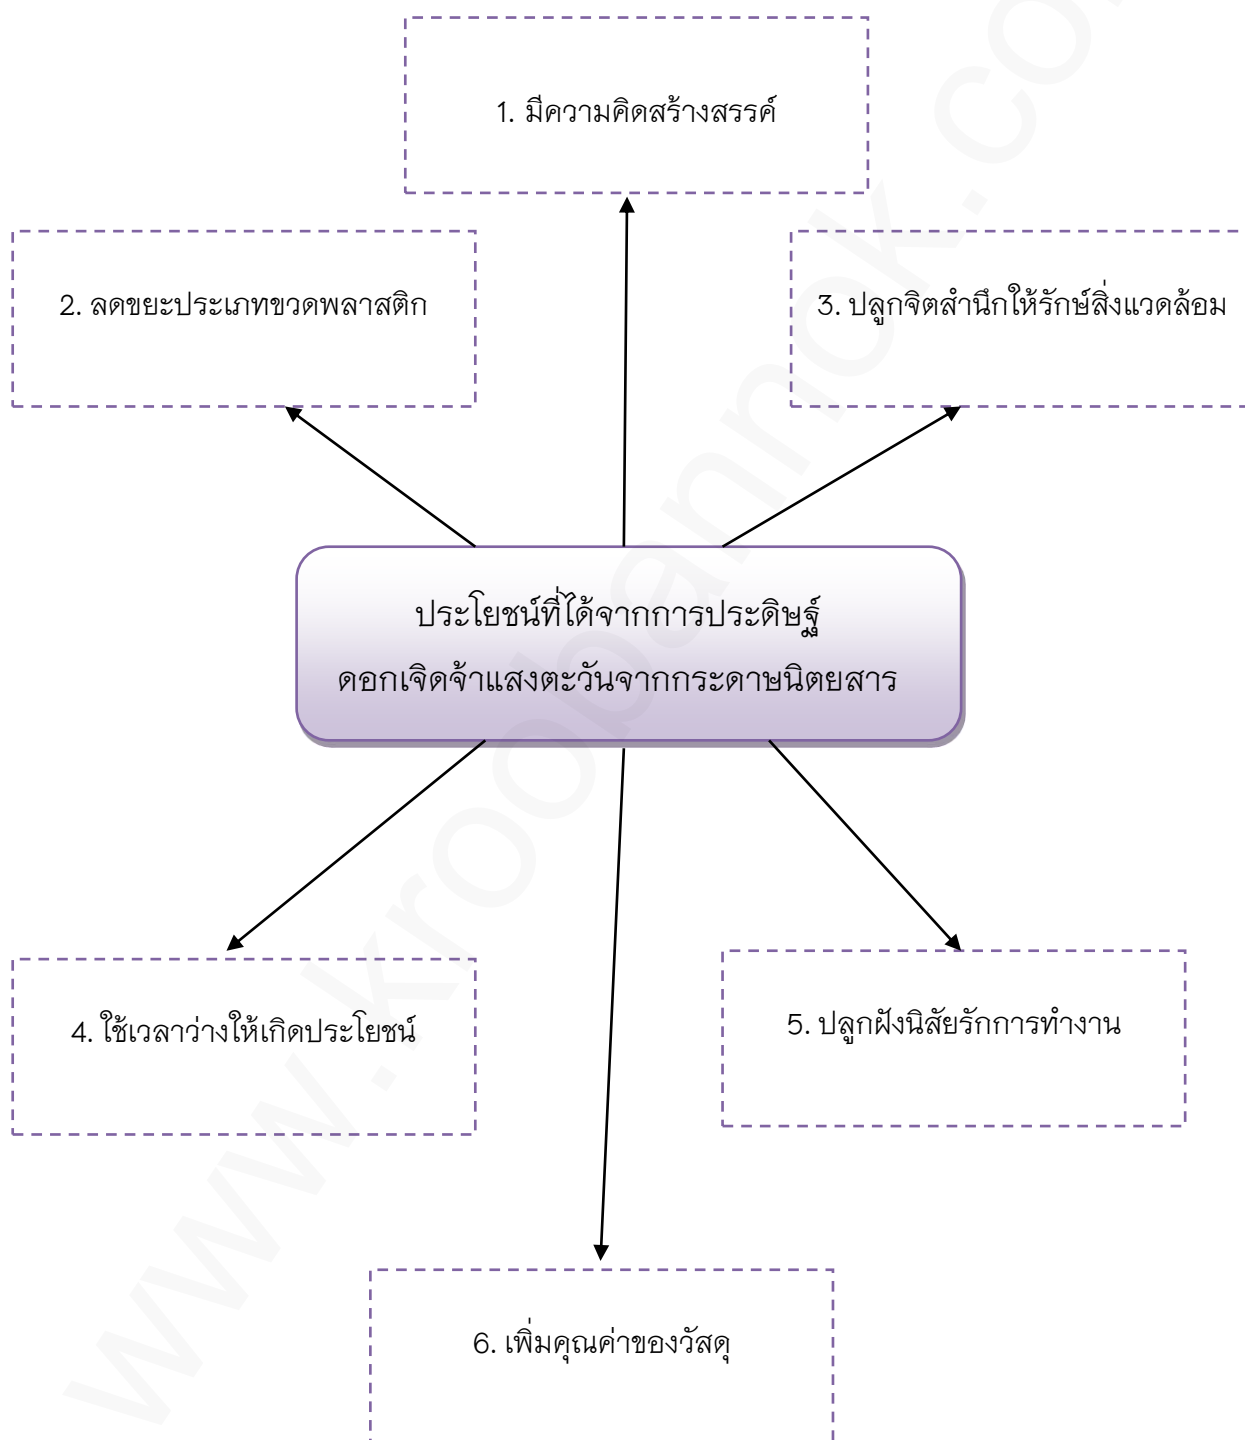 1. มีความคิดสร้างสรรค์
2. ลดขยะประเภทขวดพลาสติก
3. ปลูกจิตสำนึกให้รักษ์สิ่งแวดล้อม
ประโยชน์ที่ได้จากการประดิษฐ์
ดอกเจิดจ้าแสงตะวันจากกระดาษนิตยสาร
4. ใช้เวลาว่างให้เกิดประโยชน์
5. ปลูกฝังนิสัยรักการทำงาน
6. เพิ่มคุณค่าของวัสดุ
www.kroobannok.co